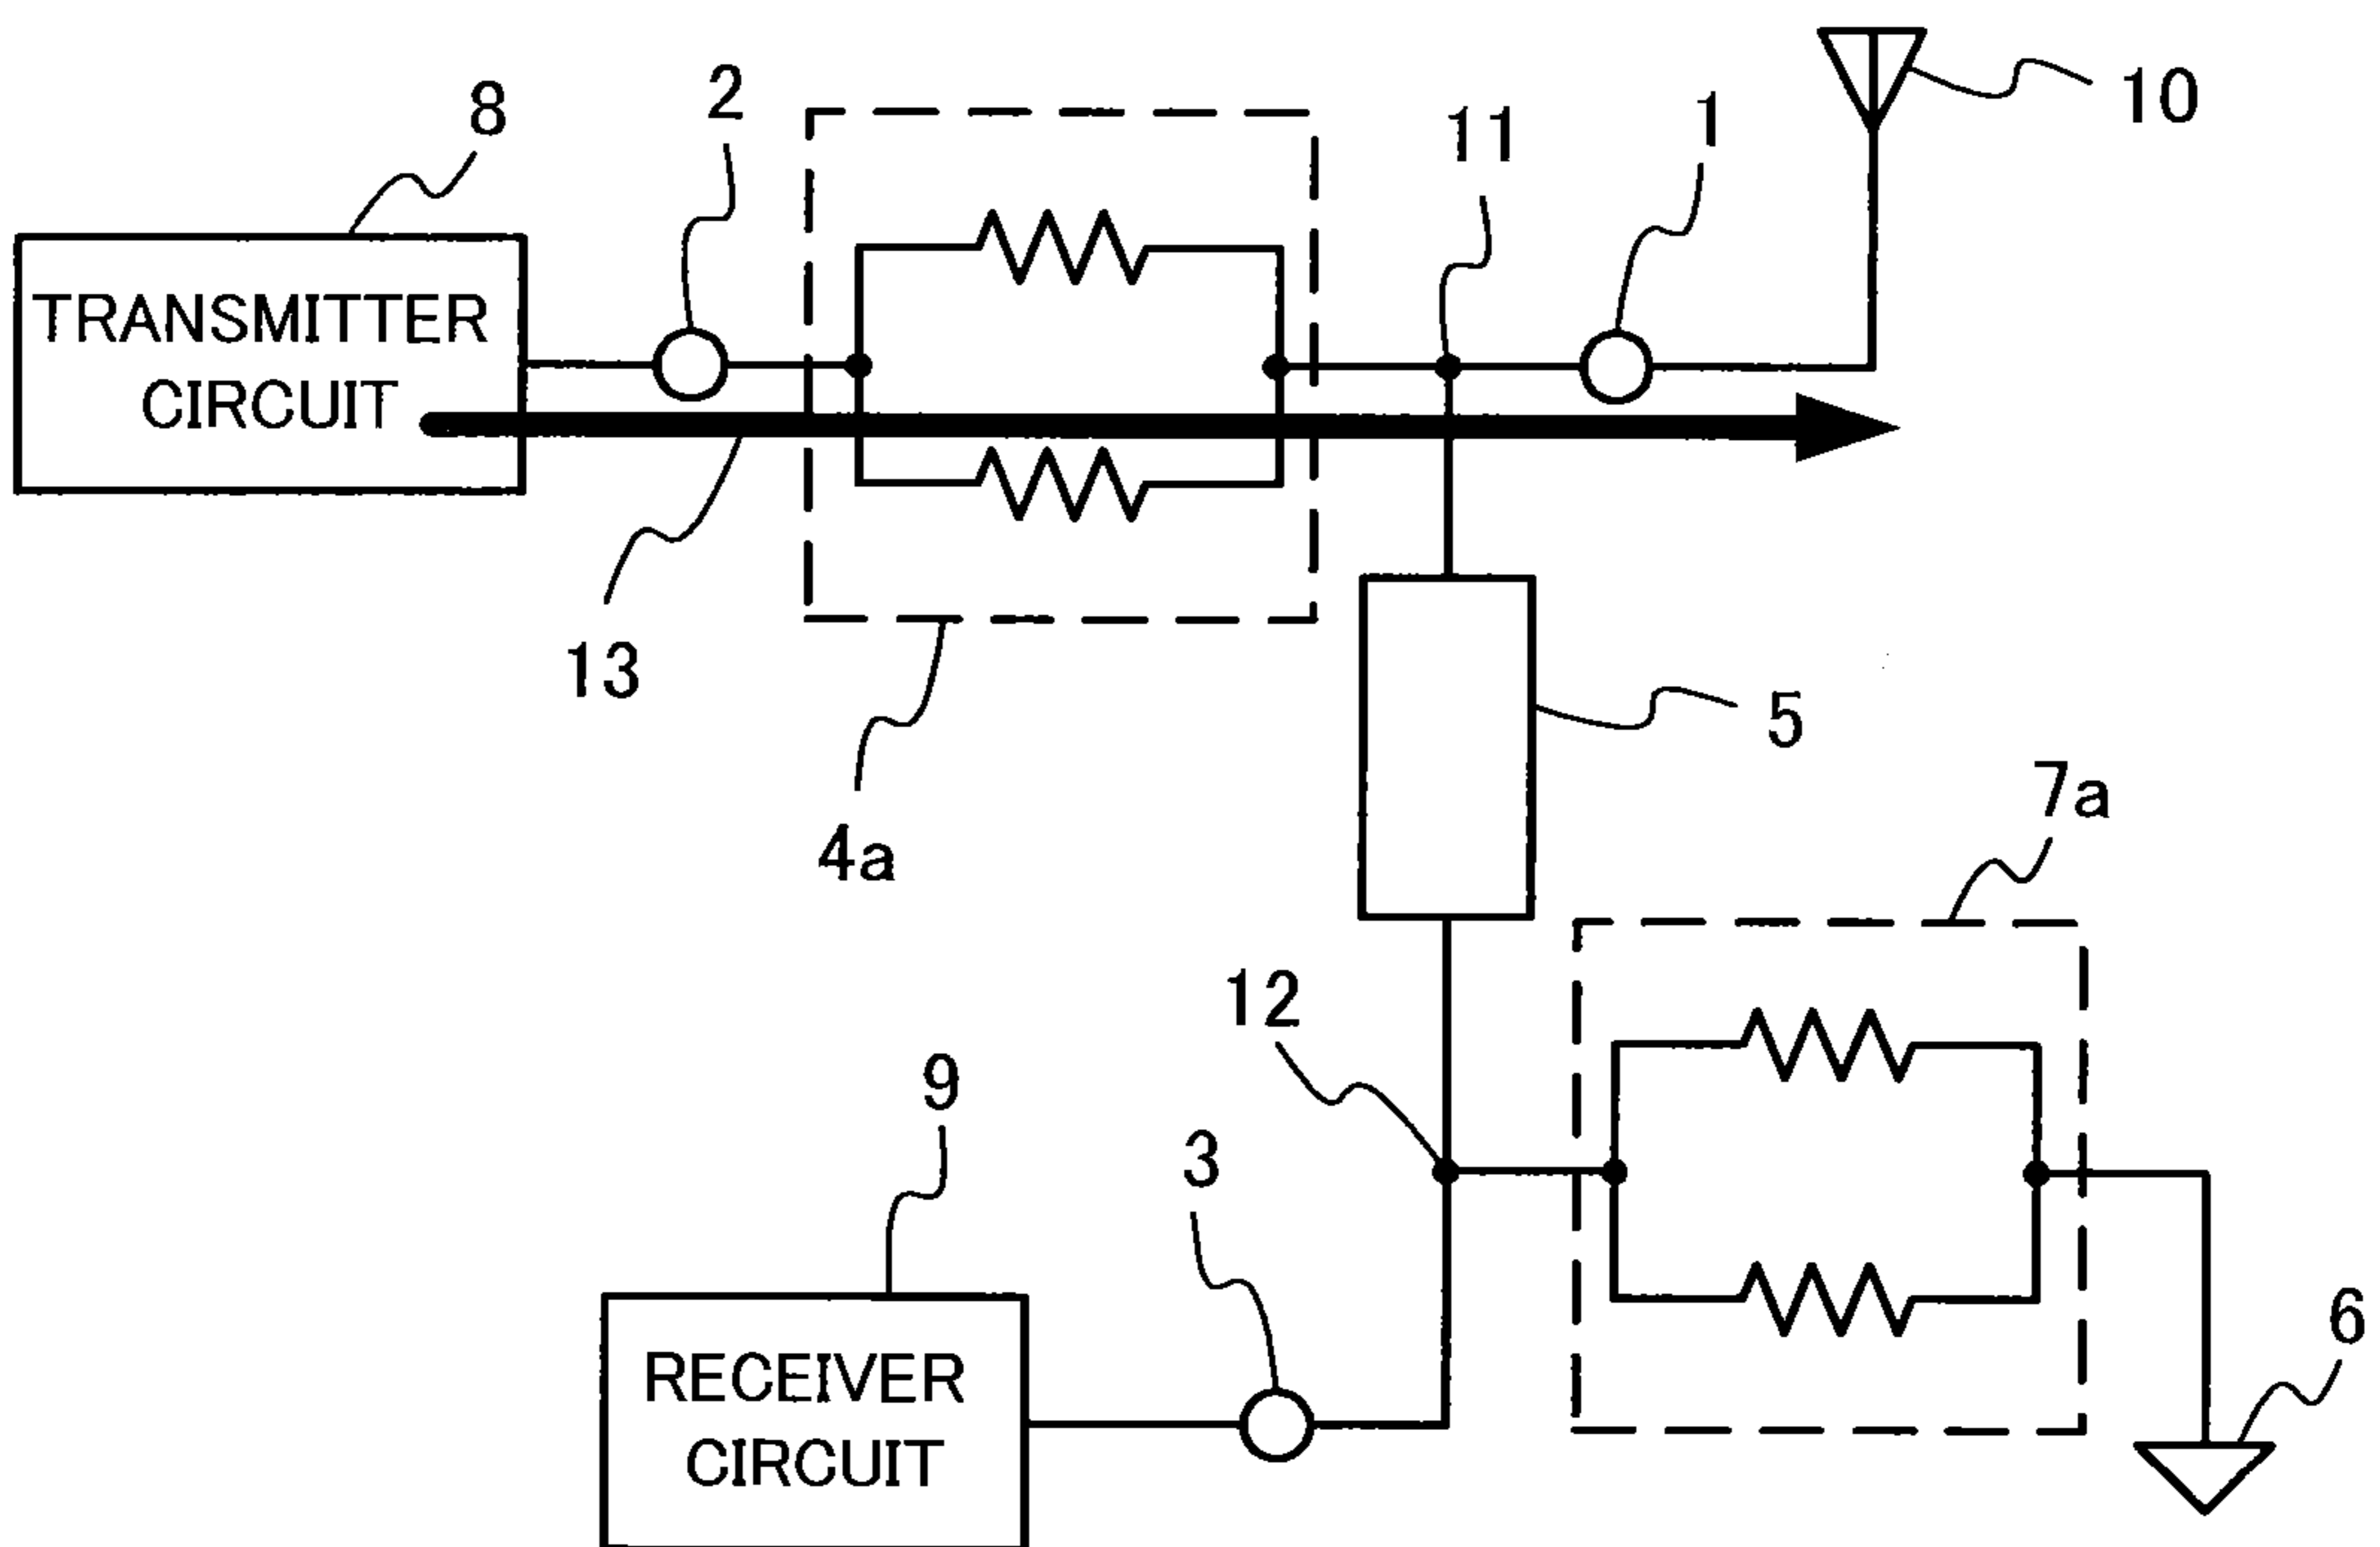 10
2
8
1
11
TRANSMITTER
CIRCUIT
13
5
7a
4a
12
9
3
6
RECEIVER
CIRCUIT